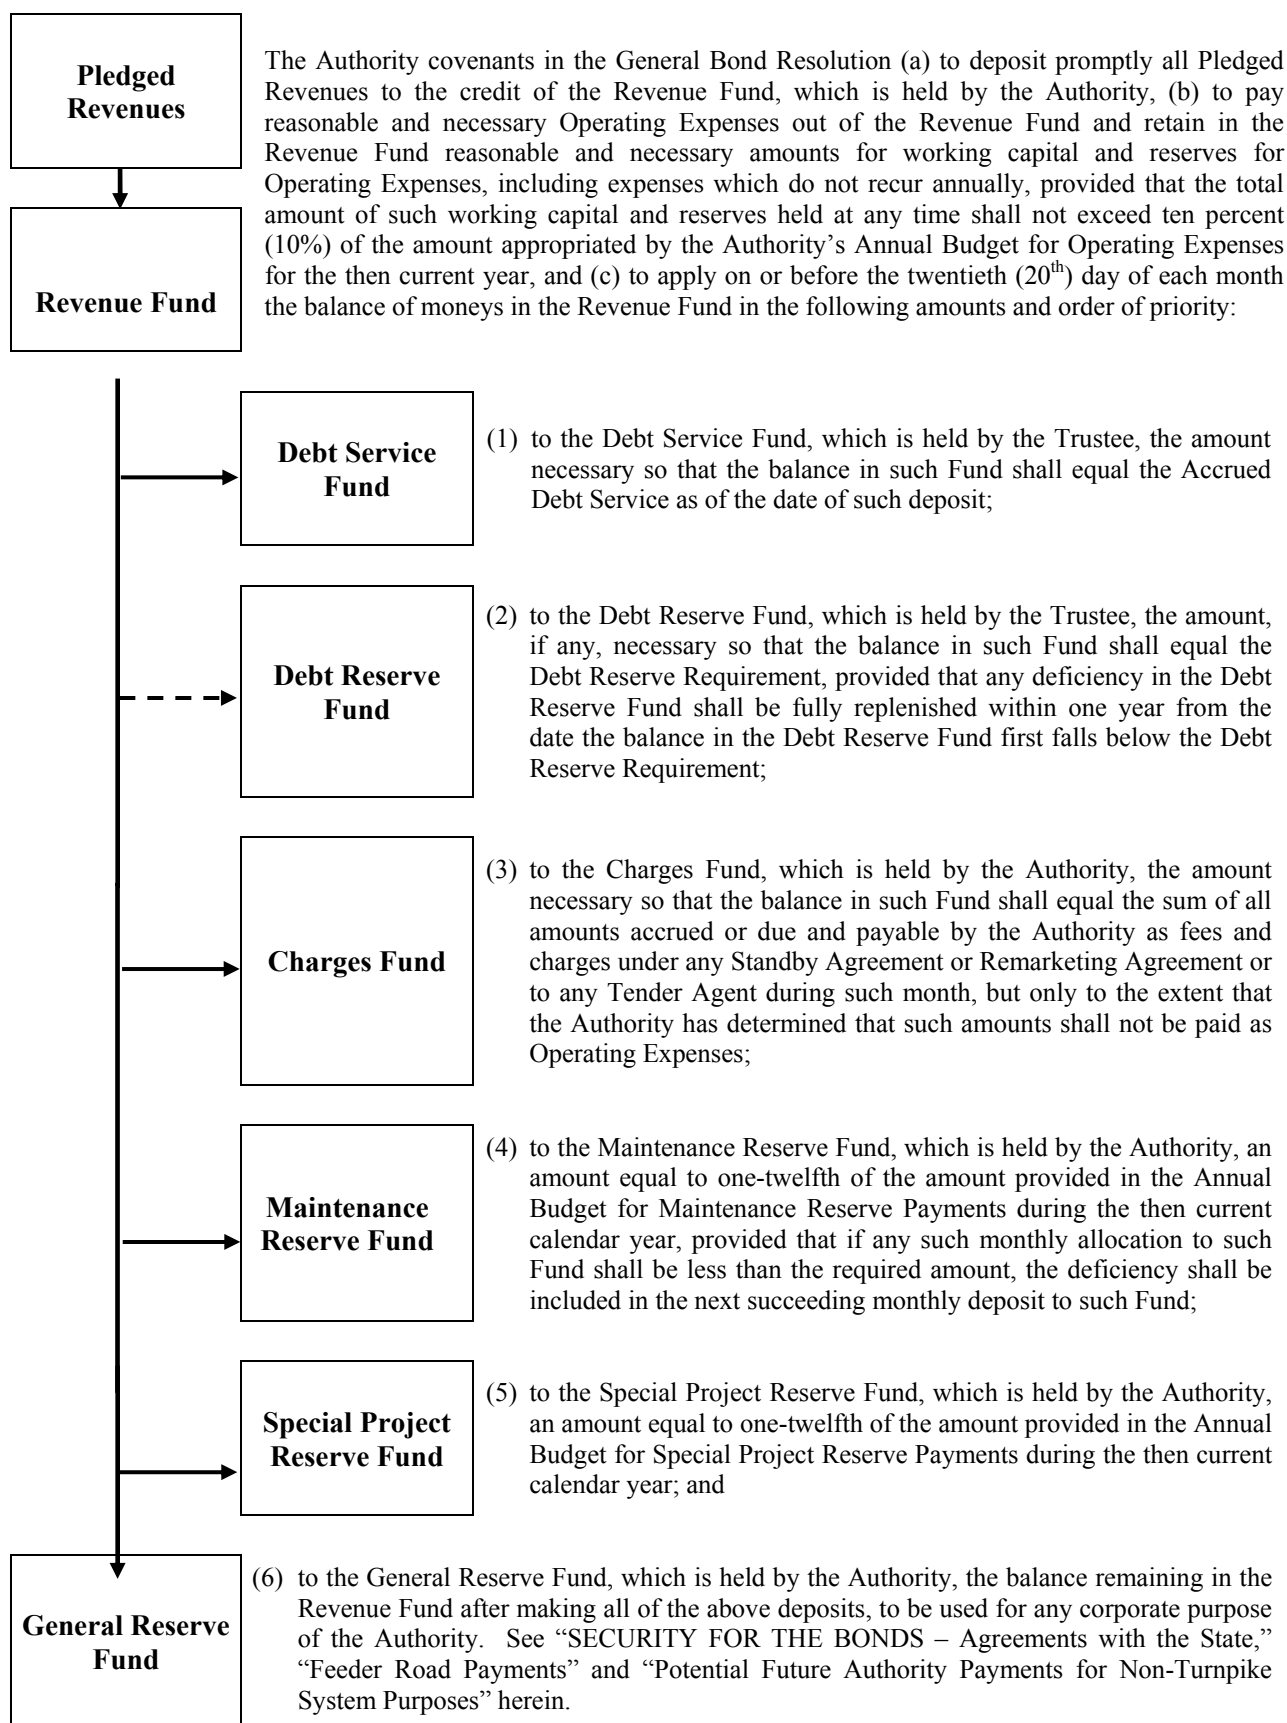 Pledged
Revenues
The Authority covenants in the General Bond Resolution (a) to deposit promptly all Pledged
Revenues to the credit of the Revenue Fund, which is held by the Authority, (b) to pay
reasonable and necessary Operating Expenses out of the Revenue Fund and retain in the
Revenue Fund reasonable and necessary amounts for working capital and reserves for
Operating Expenses, including expenses which do not recur annually, provided that the total
amount of such working capital and reserves held at any time shall not exceed ten percent
(10%) of the amount appropriated by the Authority’s Annual Budget for Operating Expenses
for the then current year, and (c) to apply on or before the twentieth (20th) day of each month
the balance of moneys in the Revenue Fund in the following amounts and order of priority:
Revenue Fund
Debt Service
Fund
(1) to the Debt Service Fund, which is held by the Trustee, the amount
necessary so that the balance in such Fund shall equal the Accrued
Debt Service as of the date of such deposit;
Debt Reserve
Fund
(2) to the Debt Reserve Fund, which is held by the Trustee, the amount,
if any, necessary so that the balance in such Fund shall equal the
Debt Reserve Requirement, provided that any deficiency in the Debt
Reserve Fund shall be fully replenished within one year from the
date the balance in the Debt Reserve Fund first falls below the Debt
Reserve Requirement;
Charges Fund
(3) to the Charges Fund, which is held by the Authority, the amount
necessary so that the balance in such Fund shall equal the sum of all
amounts accrued or due and payable by the Authority as fees and
charges under any Standby Agreement or Remarketing Agreement or
to any Tender Agent during such month, but only to the extent that
the Authority has determined that such amounts shall not be paid as
Operating Expenses;
Maintenance
Reserve Fund
(4) to the Maintenance Reserve Fund, which is held by the Authority, an
amount equal to one-twelfth of the amount provided in the Annual
Budget for Maintenance Reserve Payments during the then current
calendar year, provided that if any such monthly allocation to such
Fund shall be less than the required amount, the deficiency shall be
included in the next succeeding monthly deposit to such Fund;
Special Project
Reserve Fund
(5) to the Special Project Reserve Fund, which is held by the Authority,
an amount equal to one-twelfth of the amount provided in the Annual
Budget for Special Project Reserve Payments during the then current
calendar year; and
General Reserve
Fund
(6) to the General Reserve Fund, which is held by the Authority, the balance remaining in the
Revenue Fund after making all of the above deposits, to be used for any corporate purpose
of the Authority. See “SECURITY FOR THE BONDS – Agreements with the State,”
“Feeder Road Payments” and “Potential Future Authority Payments for Non-Turnpike
System Purposes” herein.